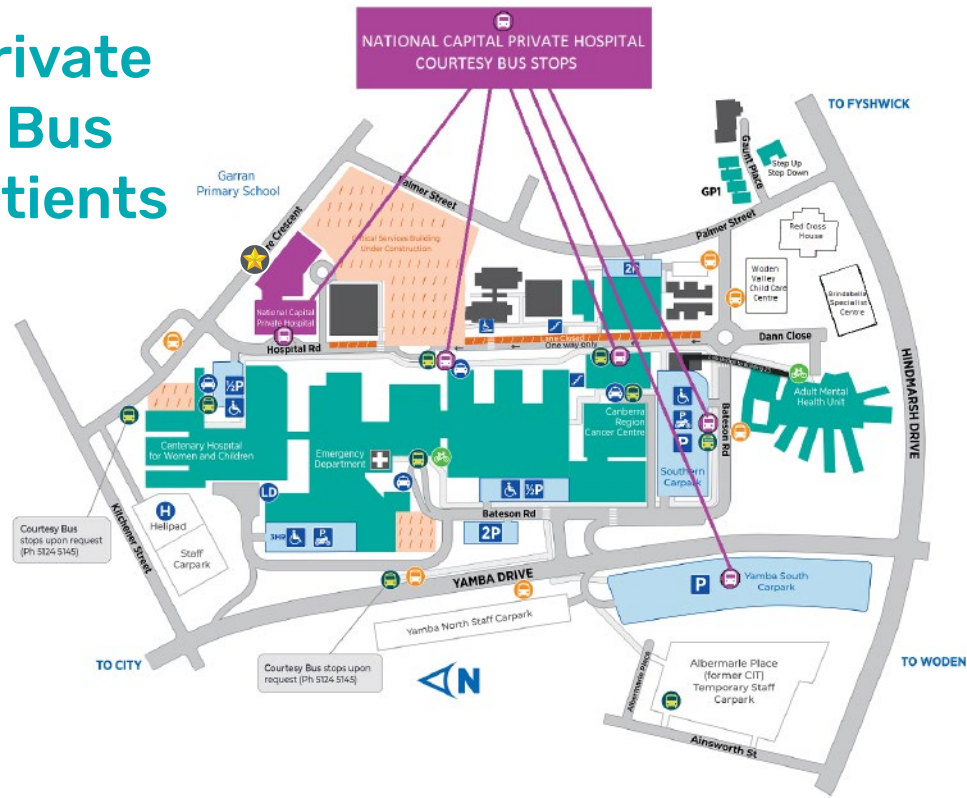 NATIONAL CAPITAL PRIVATE HOSPITAL
COURTESY BUS STOPS
rivate
Bus
tients
TO FYSHWICK
Gaunt Place
Step Up
Step Down
GP1
Garran
Primary School
Palmer Street
Palmer Street
Red Cross
House
re Crescent
Clinical Services Building
Under Construction
2P
Woden
Valley
Child Care
Centre
Brindabella
Specialist
Centre
National Capital
Private Hospital
Lane Closed
One way only
Dann Close
Hospital Rd
HINDMARSH DRIVE
½P
Adult Mental
Health Unit
P
P
Bateson Rd
Canberra
Region
Cancer Centre
Centenary Hospital
for Women and Children
Emergency
Department
Southern
Carpark
LD
½P
H
Helipad
Bateson Rd
Kitchener Street
Courtesy Bus
stops upon request
(Ph 5124 5145)
3HR
P
2P
Staff
Carpark
YAMBA DRIVE
P
Yamba South
Carpark
Yamba North Staff Carpark
TO CITY
Courtesy Bus stops upon
request (Ph 5124 5145)
N
Albermarle Place
Albermarle Place
(former CIT)
Temporary Staff
Carpark
TO WODEN
Ainsworth St